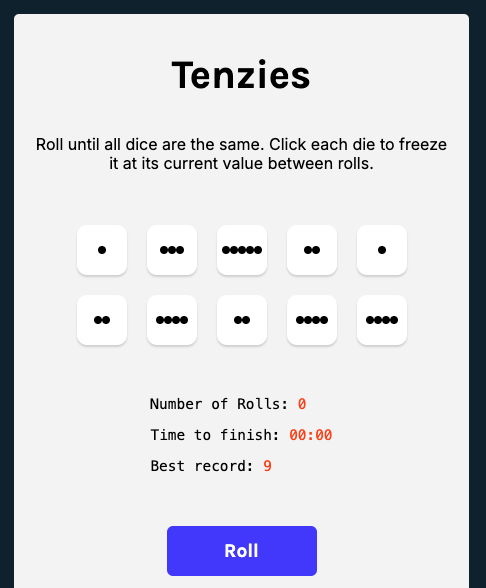 Tenzies
Roll until all dice are the same. Click each die to freeze
it at its current value between rolls.
Number of Rolls: 0
Time to finish: 00:00
Best record: 9
Roll